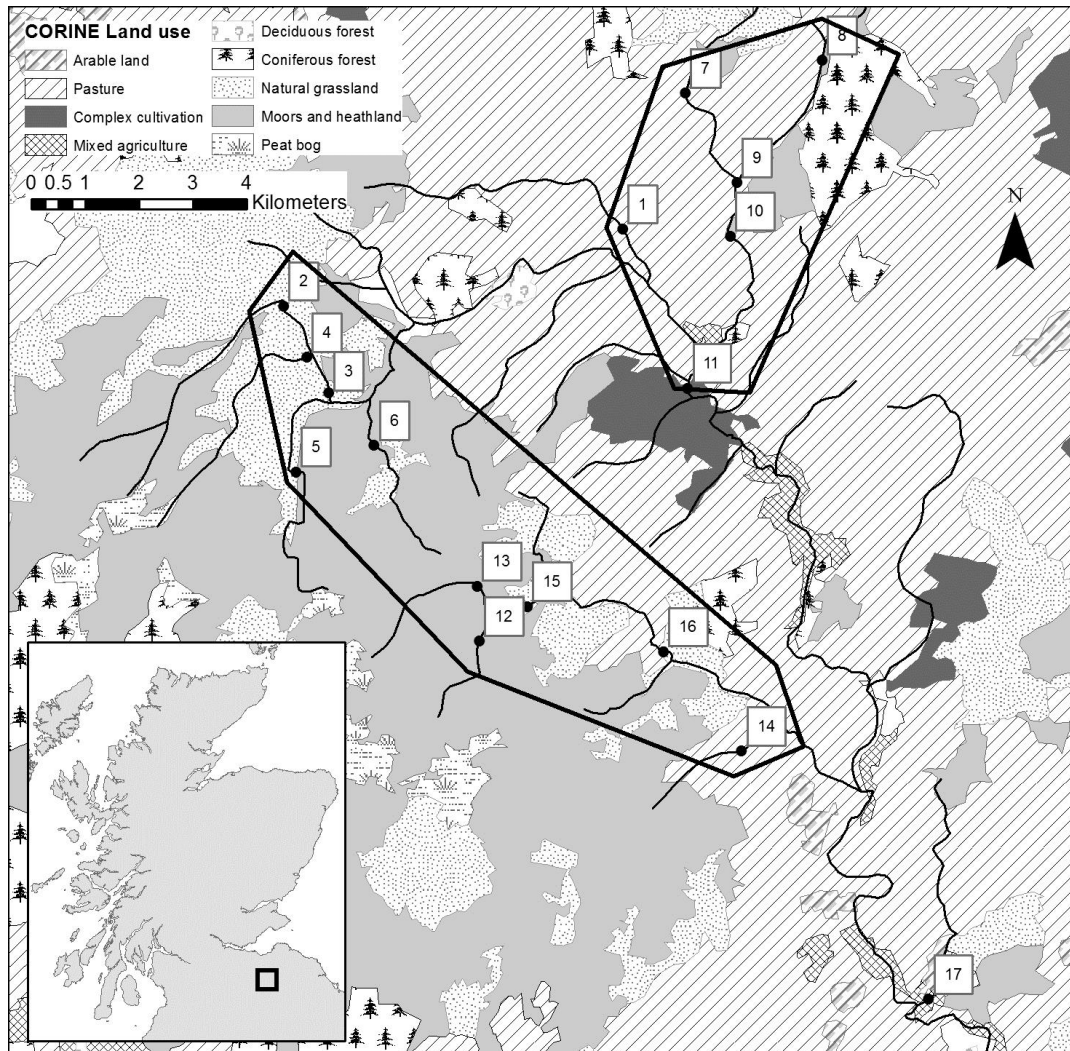 CORINE Land use
Arable land
Pasture
Complex cultivation
Mixed agriculture
Deciduous forest
Coniferous forest
Natural grassland
Moors and heathland
Peat bog
0 0.5 1 2 3 4
Kilometers
N
8
7
9
1
10
2
4
11
3
6
5
13
15
12
16
14
17